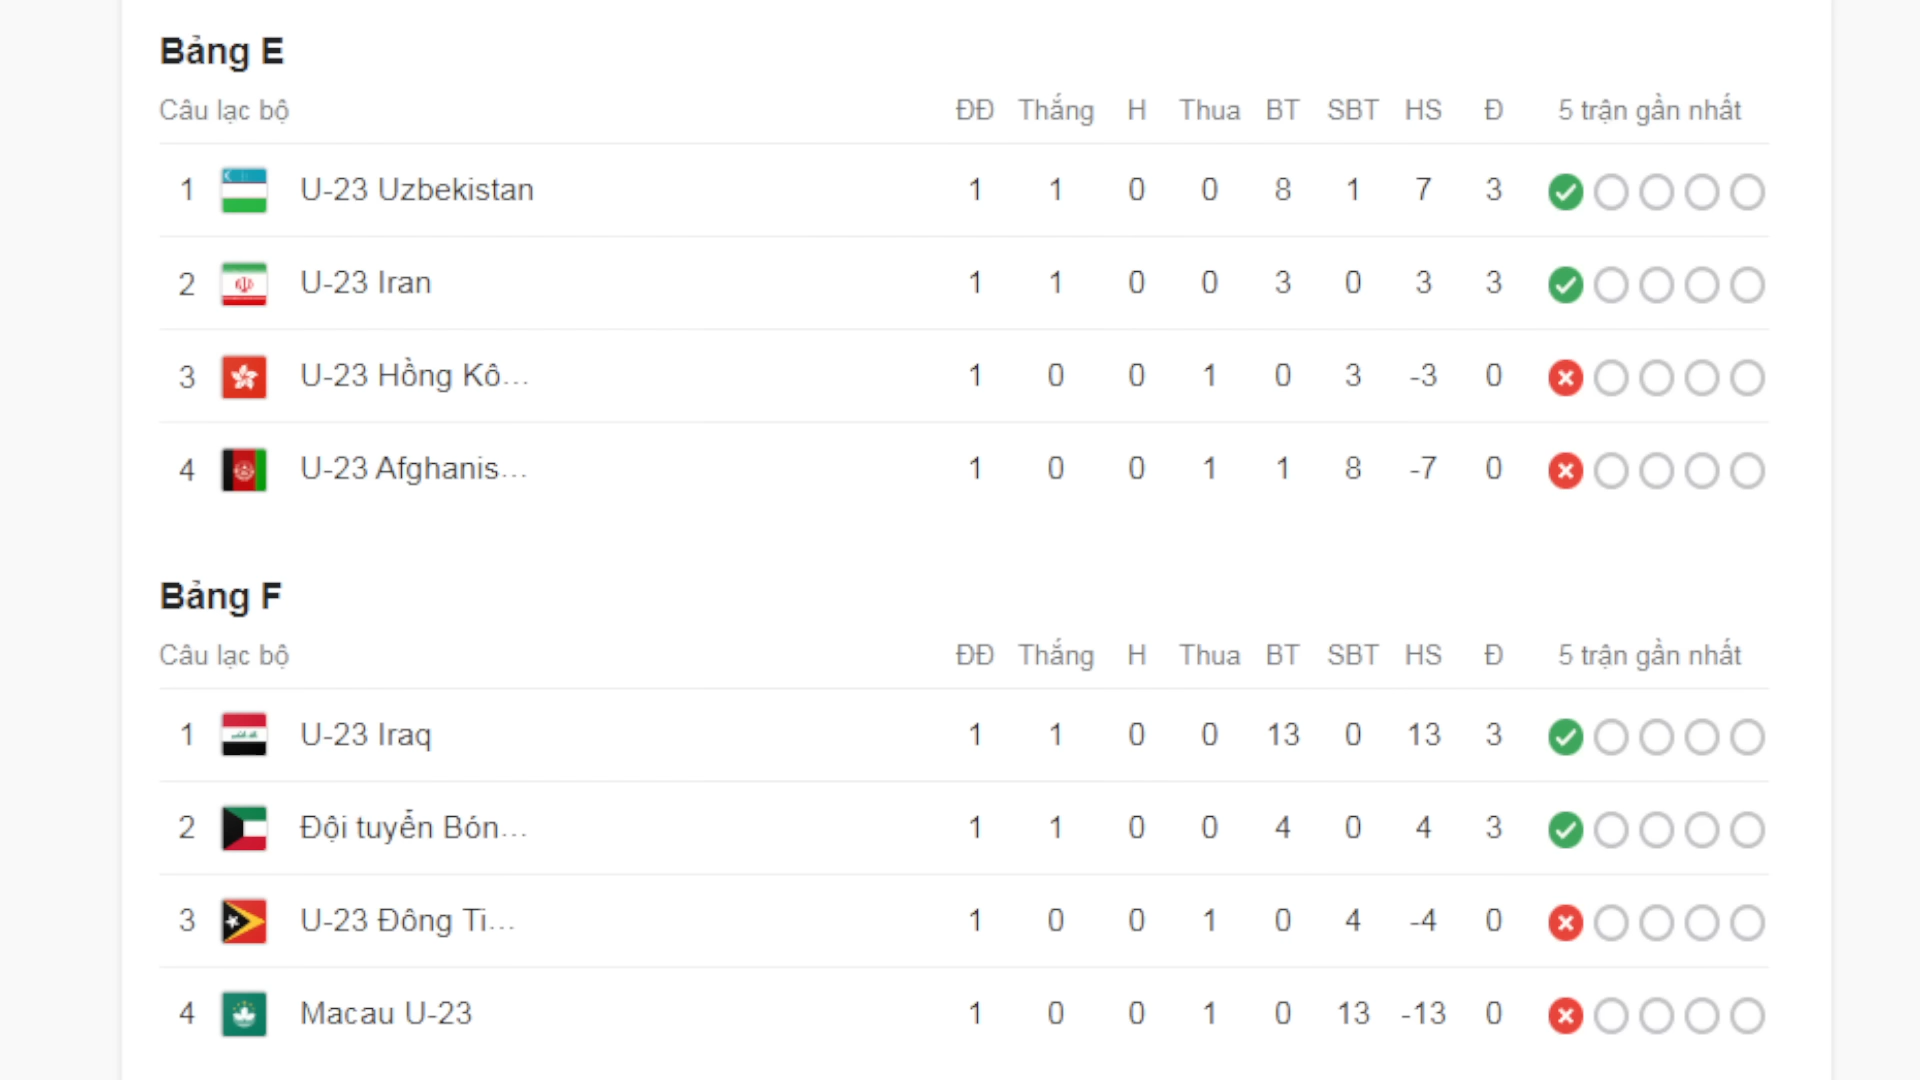 Bảng E
Câu lạc bộ ĐĐ Thắng H Thua BT SBT HS Đ 5 trận gần nhất
1 U-23 Uzbekistan 1 1 0 0 8 1 7 3
2 U-23 Iran 1 1 0 0 3 0 3 3
3 U-23 Hồng Kô... 1 0 0 1 0 3 -3 0
4 U-23 Afghanis... 1 0 0 1 1 8 -7 0
Bảng F
Câu lạc bộ ĐĐ Thắng H Thua BT SBT HS Đ 5 trận gần nhất
1 U-23 Iraq 1 1 0 0 13 0 13 3
2 Đội tuyển Bón... 1 1 0 0 4 0 4 3
3 U-23 Đông Ti... 1 0 0 1 0 4 -4 0
4 Macau U-23 1 0 0 1 0 13 -13 0